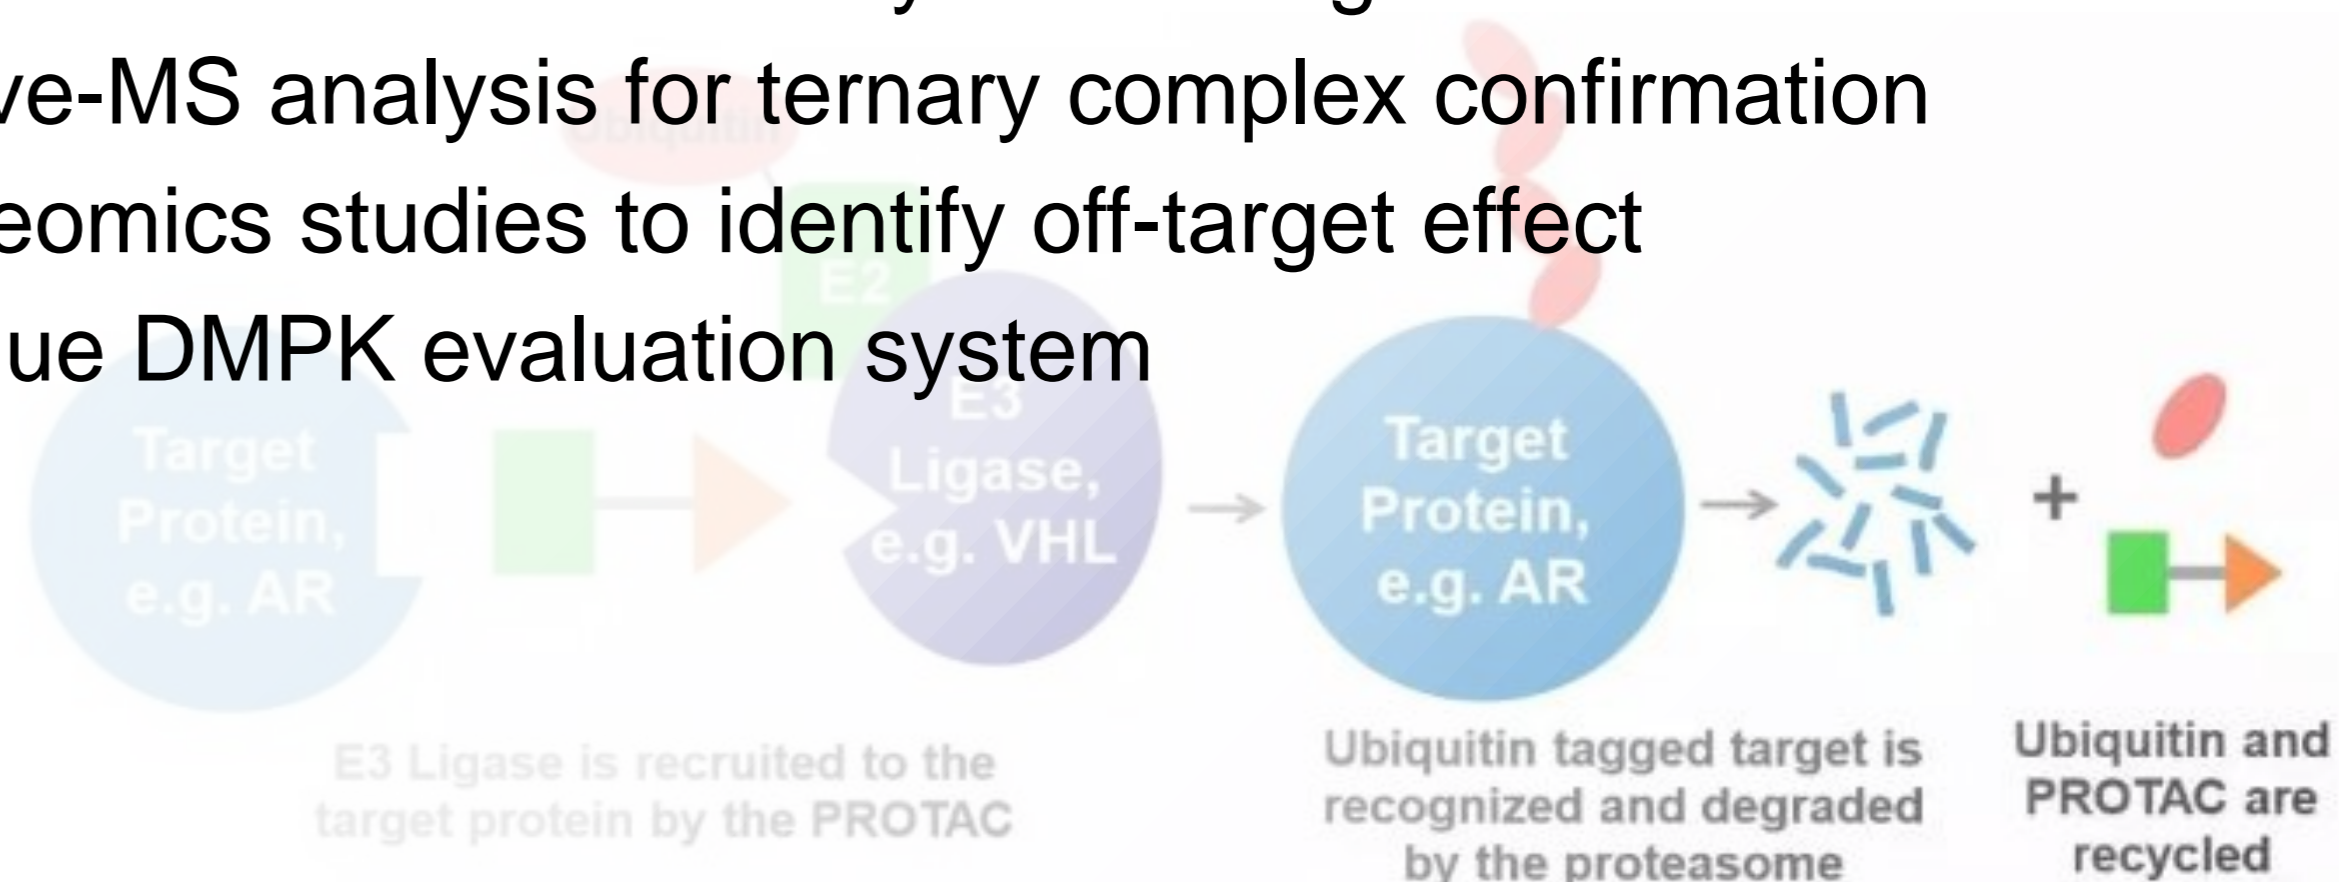 ve-MS analysis for ternary complex confirmation
eomics studies to identify off-target effect
ue DMPK evaluation system
Ubiquitin
E2
E3
Ligase,
e.g. VHL
Target
Protein,
e.g. AR
Target
Protein,
e.g. AR
+
E3 Ligase is recruited to the
target protein by the PROTAC
Ubiquitin tagged target is
recognized and degraded
by the proteasome
Ubiquitin and
PROTAC are
recycled